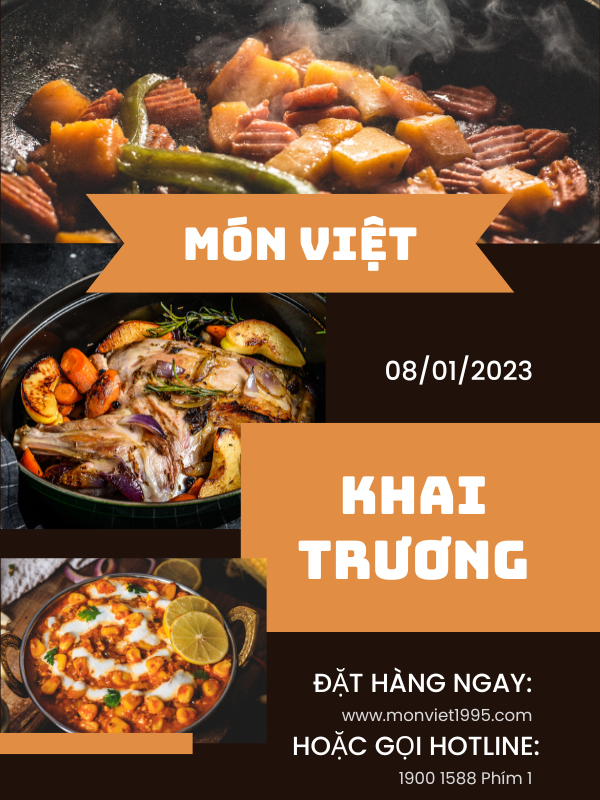 MÓN VIỆT
08/01/2023
KHAI
TRƯƠNG
ĐẶT HÀNG NGAY:
www.monviet1995.com
HOẶC GỌI HOTLINE:
1900 1588 Phím 1